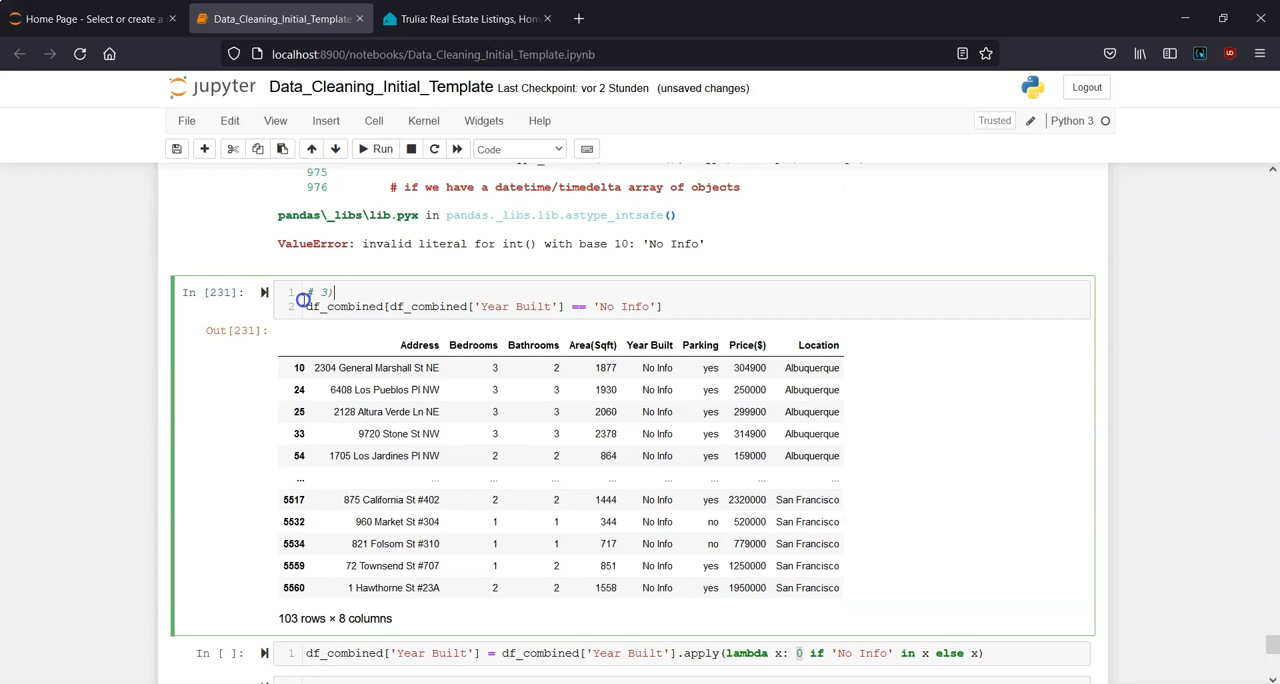 Home Page - Select or create a
Data_Cleaning_Initial_Template
Trulia: Real Estate Listings, Hom
localhost:8900/notebooks/Data_Cleaning_Initial_Template.ipynb
jupyter Data_Cleaning_Initial_Template Last Checkpoint: vor 2 Stunden (unsaved changes) Logout
File Edit View Insert Cell Kernel Widgets Help Trusted Python 3
Run Code
975
976 # if we have a datetime/timedelta array of objects
pandas\_libs\lib.pyx in pandas._libs.lib.astype_intsafe()
ValueError: invalid literal for int() with base 10: 'No Info'
In [231]: 1 # 3)
2 df_combined[df_combined['Year Built'] == 'No Info']
Out[231]:
Address Bedrooms Bathrooms Area(Sqft) Year Built Parking Price($) Location
10 2304 General Marshall St NE 3 2 1877 No Info yes 304900 Albuquerque
24 6408 Los Pueblos Pl NW 3 3 1930 No Info yes 250000 Albuquerque
25 2128 Altura Verde Ln NE 3 3 2060 No Info yes 299900 Albuquerque
33 9720 Stone St NW 3 3 2378 No Info yes 314900 Albuquerque
54 1705 Los Jardines Pl NW 2 2 864 No Info yes 159000 Albuquerque
... ... ... ... ... ... ... ... ...
5517 875 California St #402 2 2 1444 No Info yes 2320000 San Francisco
5532 960 Market St #304 1 1 344 No Info no 520000 San Francisco
5534 821 Folsom St #310 1 1 717 No Info no 779000 San Francisco
5559 72 Townsend St #707 1 2 851 No Info yes 1250000 San Francisco
5560 1 Hawthorne St #23A 2 2 1558 No Info yes 1950000 San Francisco
103 rows × 8 columns
In [ ]: 1 df_combined['Year Built'] = df_combined['Year Built'].apply(lambda x: 0 if 'No Info' in x else x)